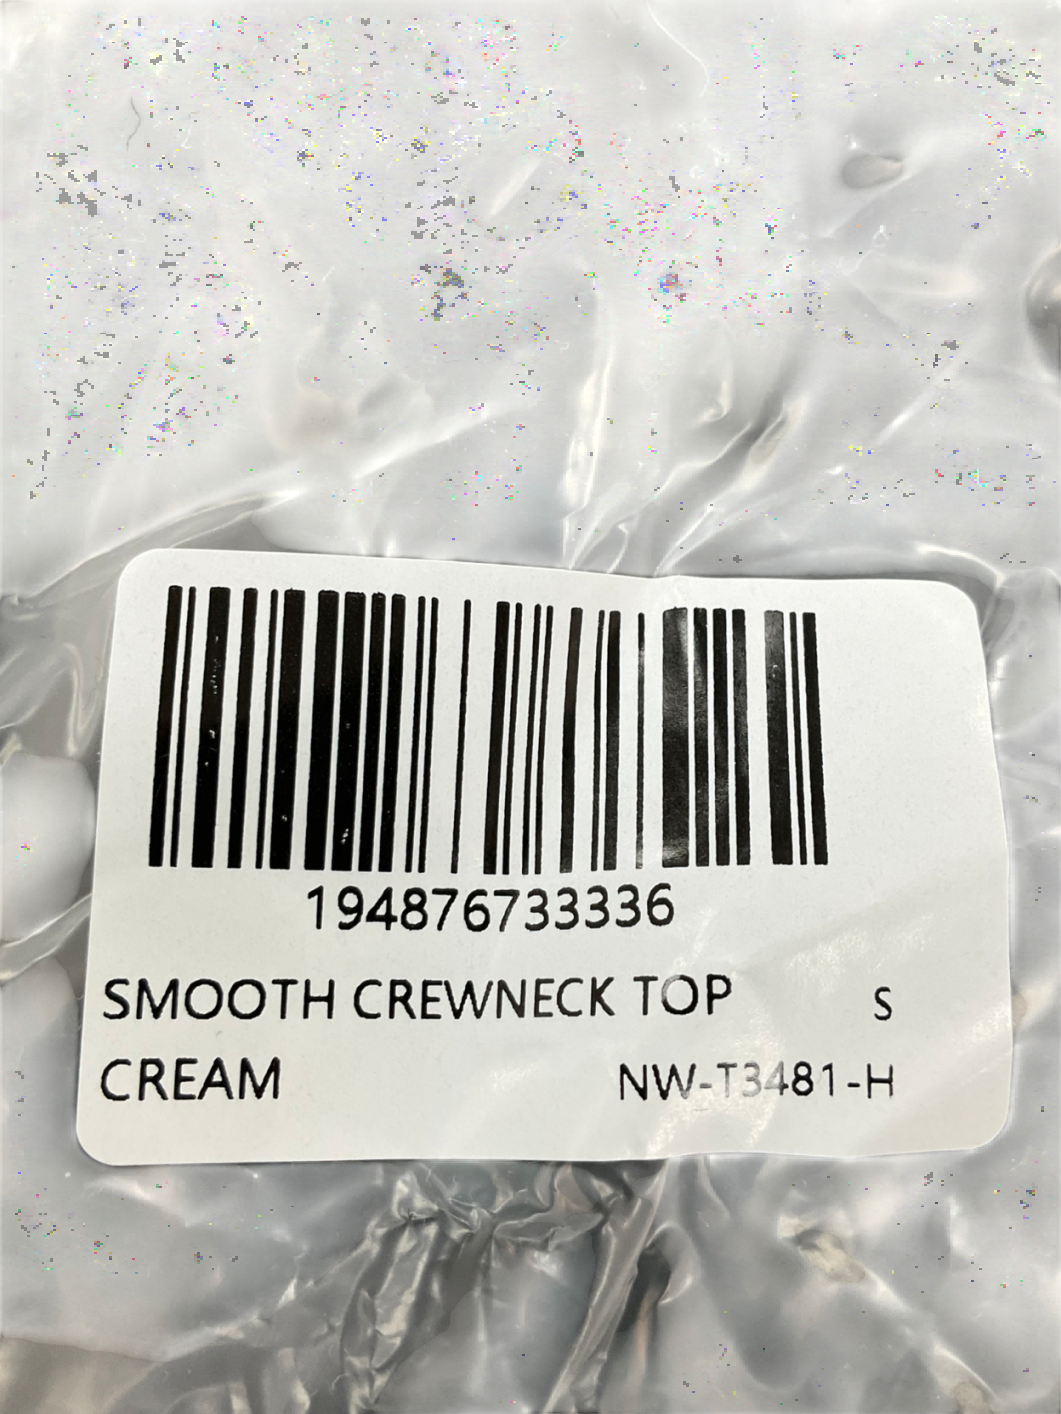 194876733336
SMOOTH CREWNECK TOP S
CREAM NW-T3481-H